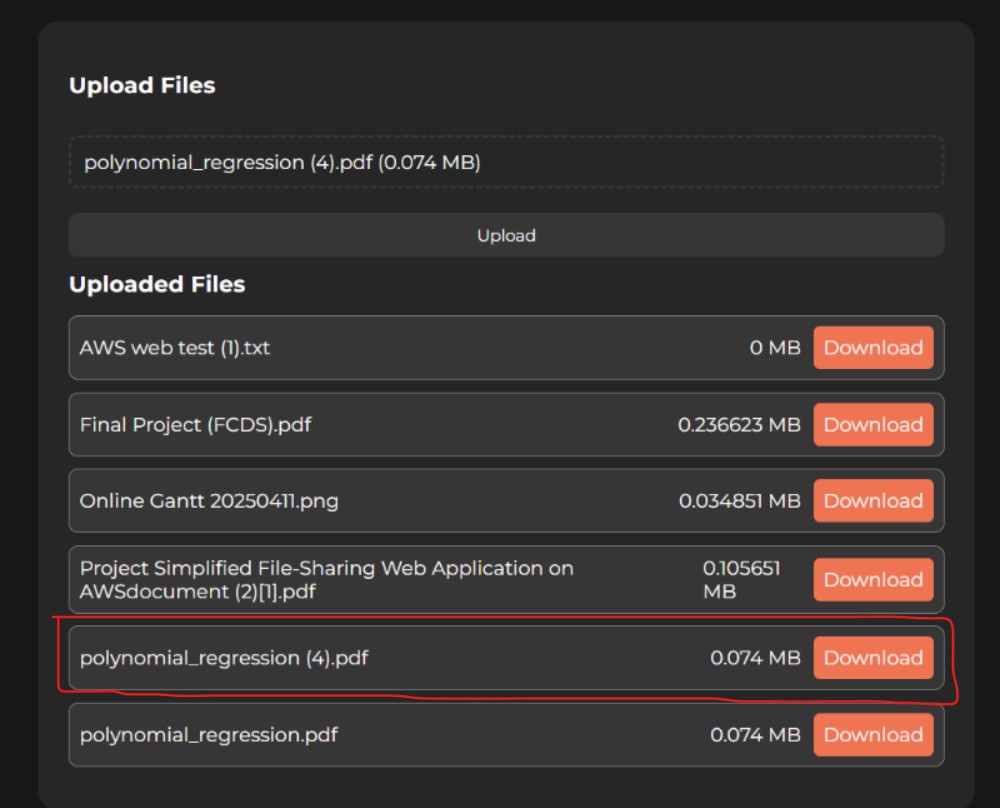 Upload Files
polynomial_regression (4).pdf (0.074 MB)
Upload
Uploaded Files
AWS web test (1).txt 0 MB Download
Final Project (FCDS).pdf 0.236623 MB Download
Online Gantt 20250411.png 0.034851 MB Download
Project Simplified File-Sharing Web Application on 0.105651
AWSdocument (2)[1].pdf MB Download
polynomial_regression (4).pdf 0.074 MB Download
polynomial_regression.pdf 0.074 MB Download